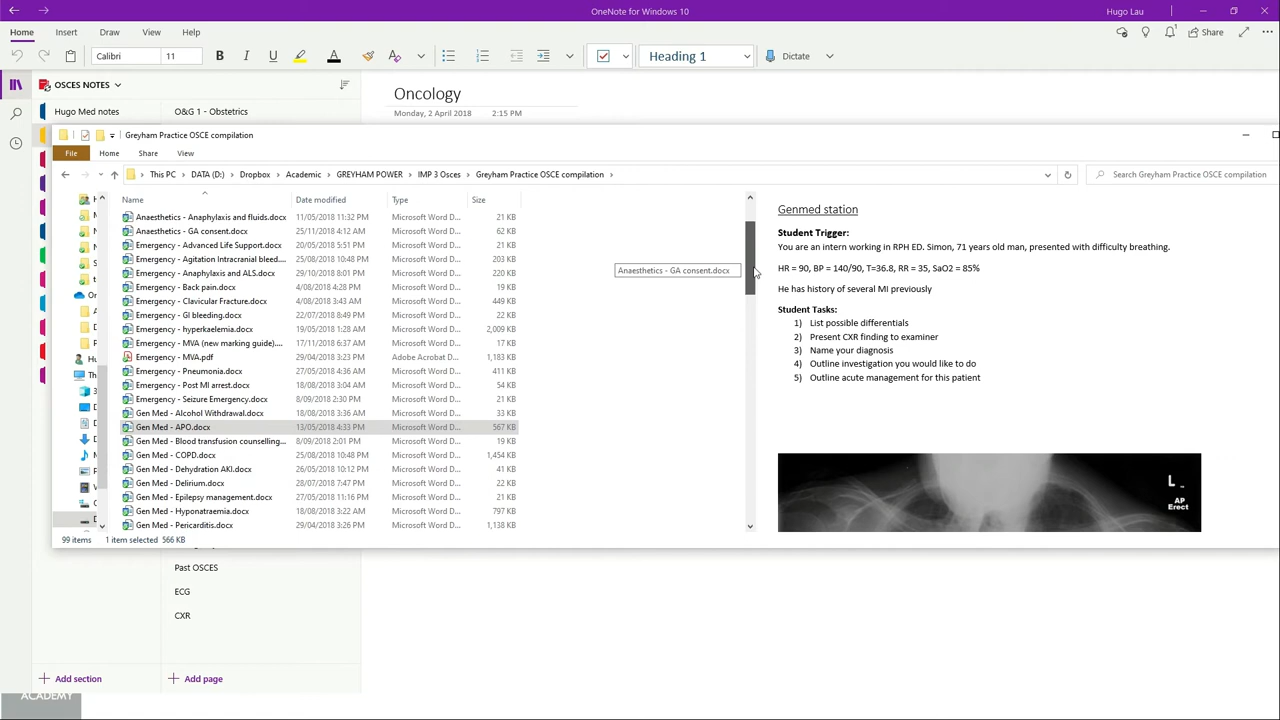 OneNote for Windows 10
Hugo Lau
Home Insert Draw View Help
Share
Calibri 11 B I U A Heading 1 Dictate
OSCES NOTES
Hugo Med notes
O&G 1 - Obstetrics
Oncology
Monday, 2 April 2018 2:15 PM
Greyham Practice OSCE compilation
File Home Share View
This PC > DATA (D:) > Dropbox > Academic > GREYHAM POWER > IMP 3 Osces > Greyham Practice OSCE compilation >
Search Greyham Practice OSCE compilation
Name Date modified Type Size
Anaesthetics - Anaphylaxis and fluids.docx 11/05/2018 11:32 PM Microsoft Word D... 21 KB
Anaesthetics - GA consent.docx 25/11/2018 4:12 AM Microsoft Word D... 62 KB
Emergency - Advanced Life Support.docx 20/05/2018 5:51 PM Microsoft Word D... 21 KB
Emergency - Agitation Intracranial bleed.... 25/08/2018 10:48 PM Microsoft Word D... 203 KB
Emergency - Anaphylaxis and ALS.docx 29/10/2018 8:01 PM Microsoft Word D... 220 KB
Emergency - Back pain.docx 4/08/2018 4:28 PM Microsoft Word D... 19 KB
Emergency - Clavicular Fracture.docx 4/08/2018 3:43 AM Microsoft Word D... 449 KB
Emergency - GI bleeding.docx 22/07/2018 8:49 PM Microsoft Word D... 22 KB
Emergency - hyperkaelemia.docx 19/05/2018 1:28 AM Microsoft Word D... 2,009 KB
Emergency - MVA (new marking guide).... 17/11/2018 6:37 AM Microsoft Word D... 17 KB
Emergency - MVA.pdf 29/04/2018 3:23 PM Adobe Acrobat D... 1,183 KB
Emergency - Pneumonia.docx 27/05/2018 4:36 AM Microsoft Word D... 411 KB
Emergency - Post MI arrest.docx 18/08/2018 3:04 AM Microsoft Word D... 54 KB
Emergency - Seizure Emergency.docx 8/09/2018 2:30 PM Microsoft Word D... 21 KB
Gen Med - Alcohol Withdrawal.docx 18/08/2018 3:36 AM Microsoft Word D... 33 KB
Gen Med - APO.docx 13/05/2018 4:33 PM Microsoft Word D... 567 KB
Gen Med - Blood transfusion counselling... 8/09/2018 2:01 PM Microsoft Word D... 19 KB
Gen Med - COPD.docx 25/08/2018 10:48 PM Microsoft Word D... 1,454 KB
Gen Med - Dehydration AKI.docx 26/05/2018 10:12 PM Microsoft Word D... 41 KB
Gen Med - Delirium.docx 28/07/2018 7:47 PM Microsoft Word D... 22 KB
Gen Med - Epilepsy management.docx 27/05/2018 11:16 PM Microsoft Word D... 21 KB
Gen Med - Hyponatraemia.docx 18/08/2018 3:22 AM Microsoft Word D... 797 KB
Gen Med - Pericarditis.docx 29/04/2018 3:26 PM Microsoft Word D... 1,138 KB
Anaesthetics - GA consent.docx
Genmed station
Student Trigger:
You are an intern working in RPH ED. Simon, 71 years old man, presented with difficulty breathing.
HR = 90, BP = 140/90, T=36.8, RR = 35, SaO2 = 85%
He has history of several MI previously
Student Tasks:
1) List possible differentials
2) Present CXR finding to examiner
3) Name your diagnosis
4) Outline investigation you would like to do
5) Outline acute management for this patient
L
AP
Erect
99 items 1 item selected 566 KB
Past OSCES
ECG
CXR
Add section
Add page
ACADEMY